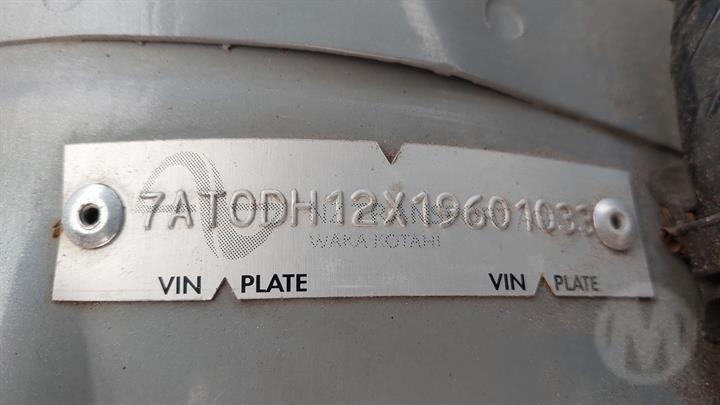 7AT0DH12X19601033
WAKA KOTAHI
VIN PLATE VIN PLATE
M